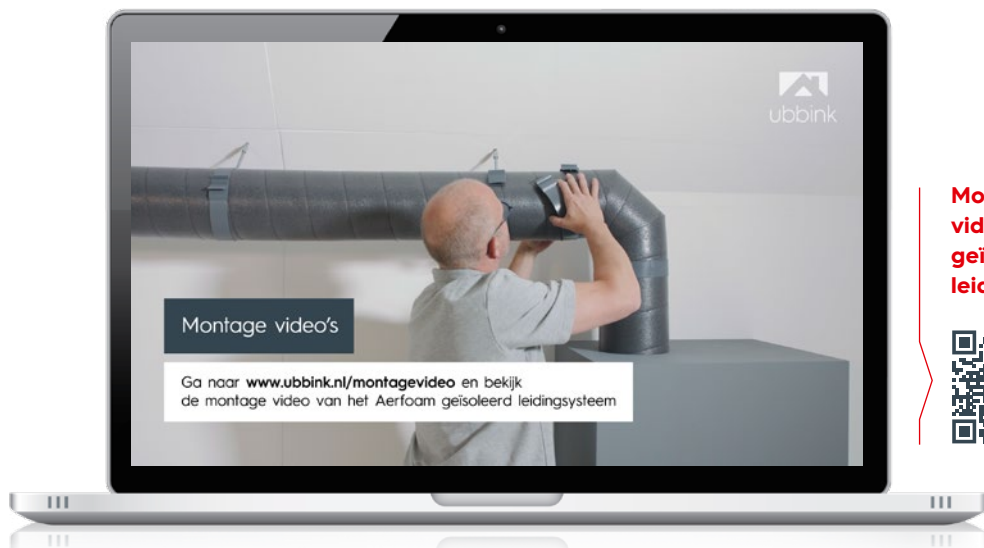 ubbink
Montage video's
Ga naar www.ubbink.nl/montagevideo en bekijk
de montage video van het Aerfoam geïsoleerd leidingsysteem